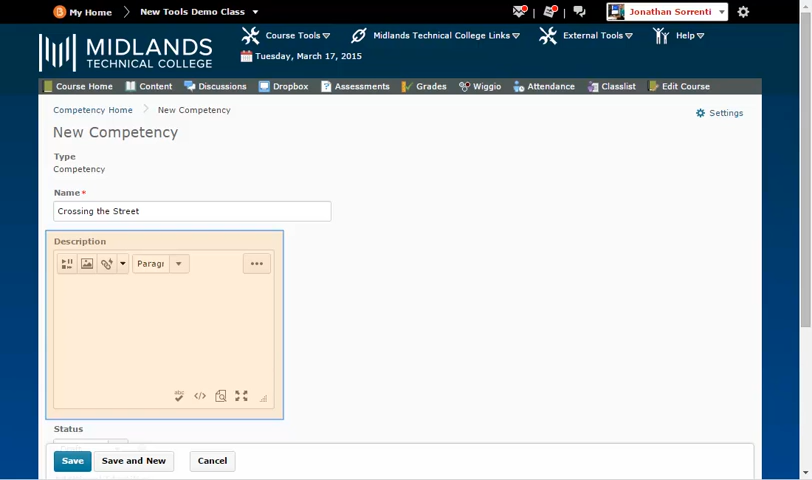 My Home New Tools Demo Class Jonathan Sorrenti
MIDLANDS
TECHNICAL COLLEGE
Course Tools Midlands Technical College Links External Tools Help
Tuesday, March 17, 2015
Course Home Content Discussions Dropbox Assessments Grades Wiggio Attendance Classlist Edit Course
Competency Home New Competency
Settings
New Competency
Type
Competency
Name*
Crossing the Street
Description
Paragr
abc
Status
Save Save and New Cancel